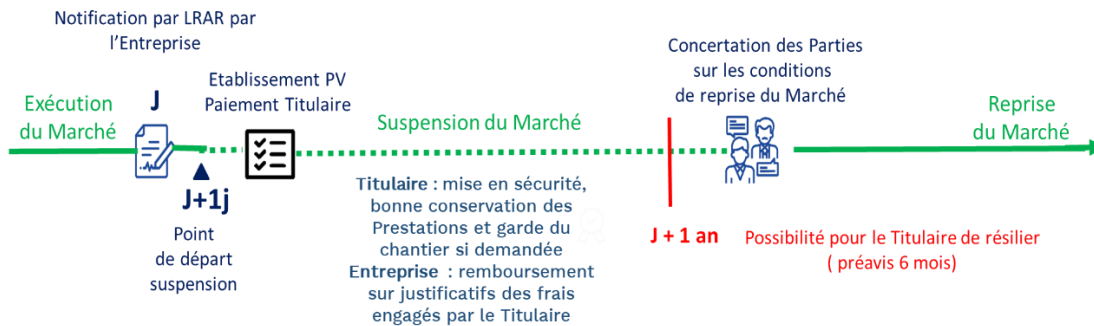 Notification par LRAR par
l’Entreprise
Exécution
du Marché
J
J+1j
Point
de départ
suspension
Etablissement PV
Paiement Titulaire
Suspension du Marché
Titulaire : mise en sécurité,
bonne conservation des
Prestations et garde du
chantier si demandée
Entreprise : remboursement
sur justificatifs des frais
engagés par le Titulaire
Concertation des Parties
sur les conditions
de reprise du Marché
J + 1 an
Possibilité pour le Titulaire de résilier
( préavis 6 mois)
Reprise
du Marché